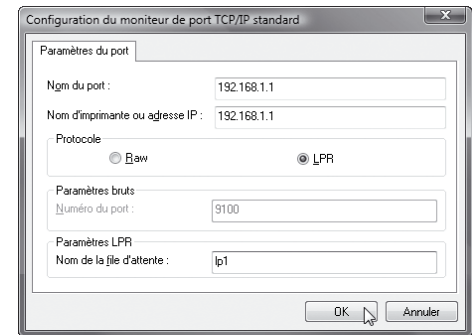 Configuration du moniteur de port TCP/IP standard
Paramètres du port
Nom du port : 192.168.1.1
Nom d'imprimante ou adresse IP : 192.168.1.1
Protocole
Raw LPR
Paramètres bruts
Numéro du port : 9100
Paramètres LPR
Nom de la file d'attente : lp1
OK Annuler